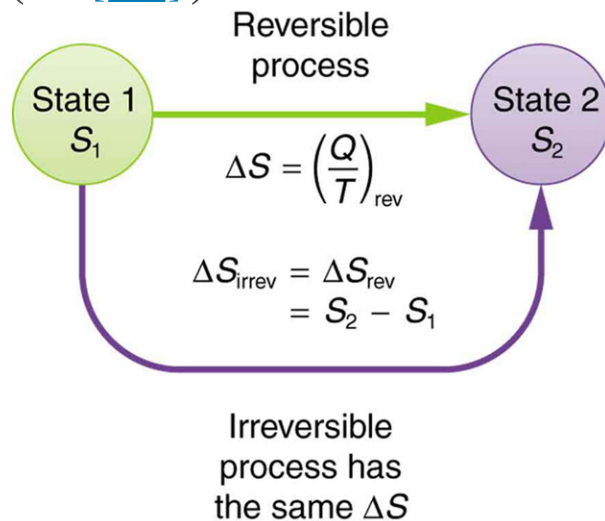 Reversible
process
State 1
S₁
State 2
S₂
ΔS = (Q/T)rev
ΔSirrev = ΔSrev
= S₂ − S₁
Irreversible
process has
the same ΔS